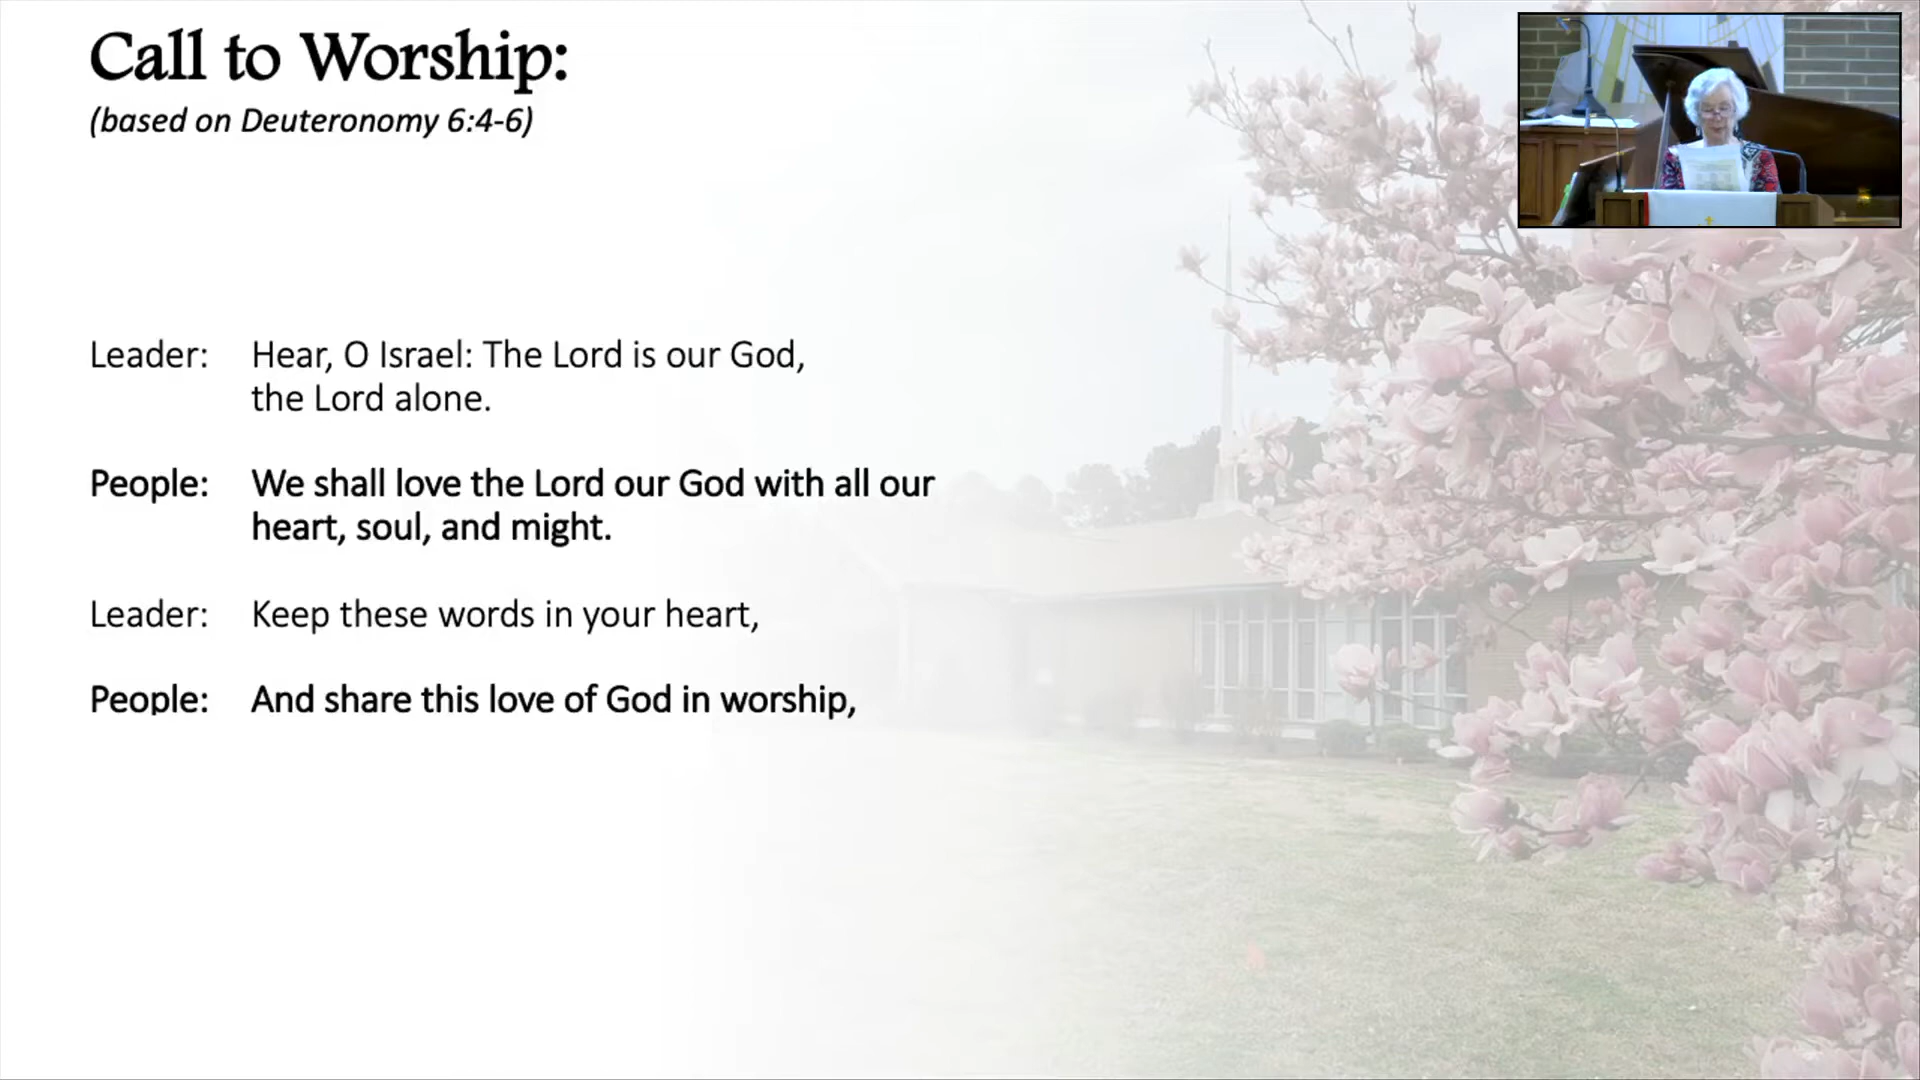 Call to Worship:
(based on Deuteronomy 6:4-6)
Leader: Hear, O Israel: The Lord is our God,
the Lord alone.
People: We shall love the Lord our God with all our
heart, soul, and might.
Leader: Keep these words in your heart,
People: And share this love of God in worship,